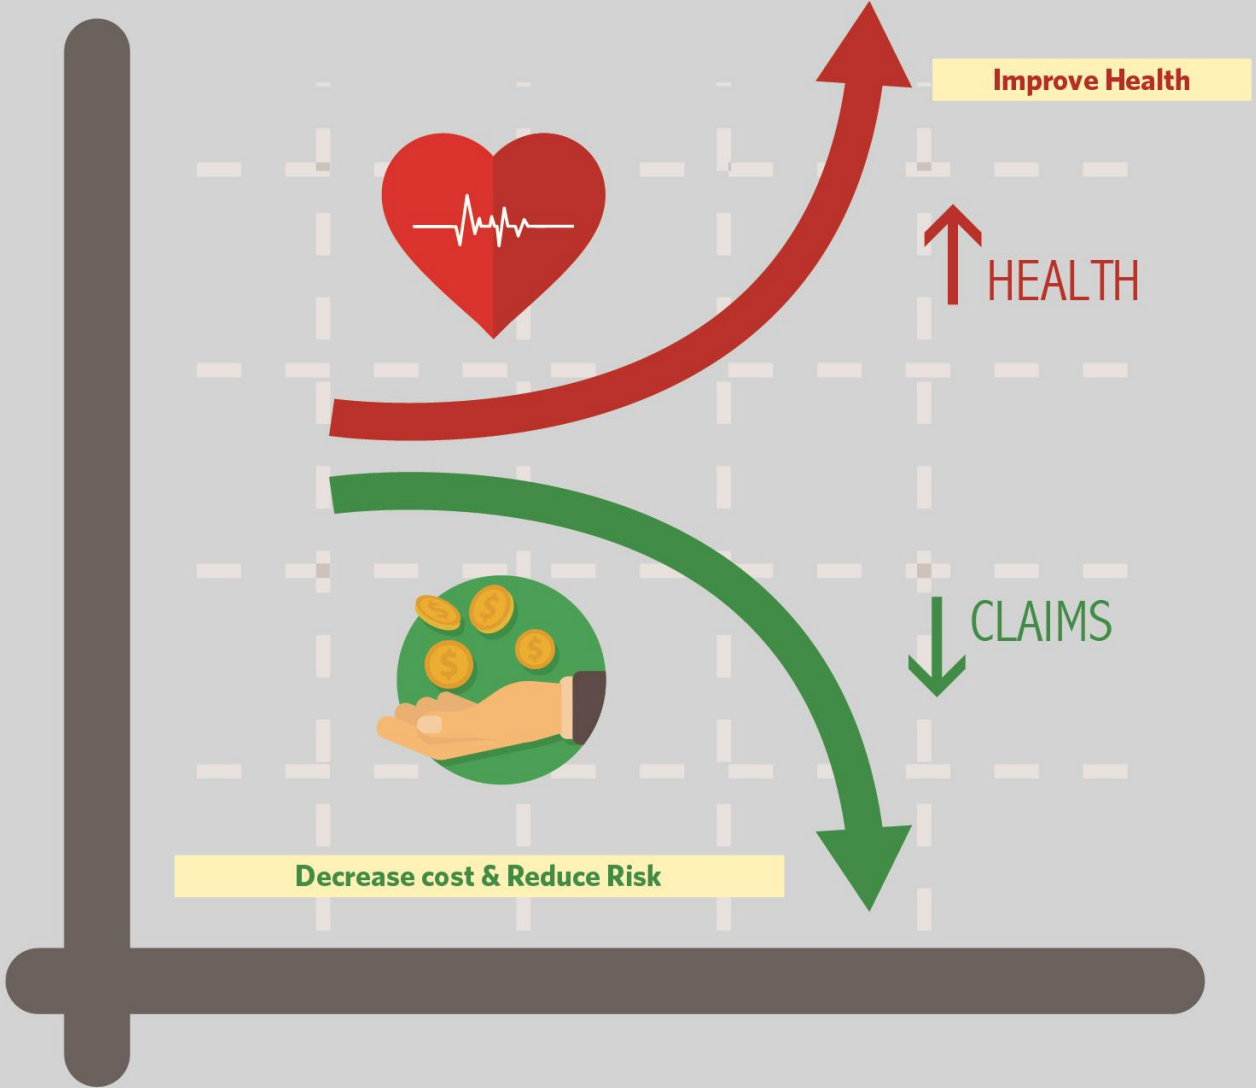 Improve Health
HEALTH
CLAIMS
$
$
$
$
Decrease cost & Reduce Risk